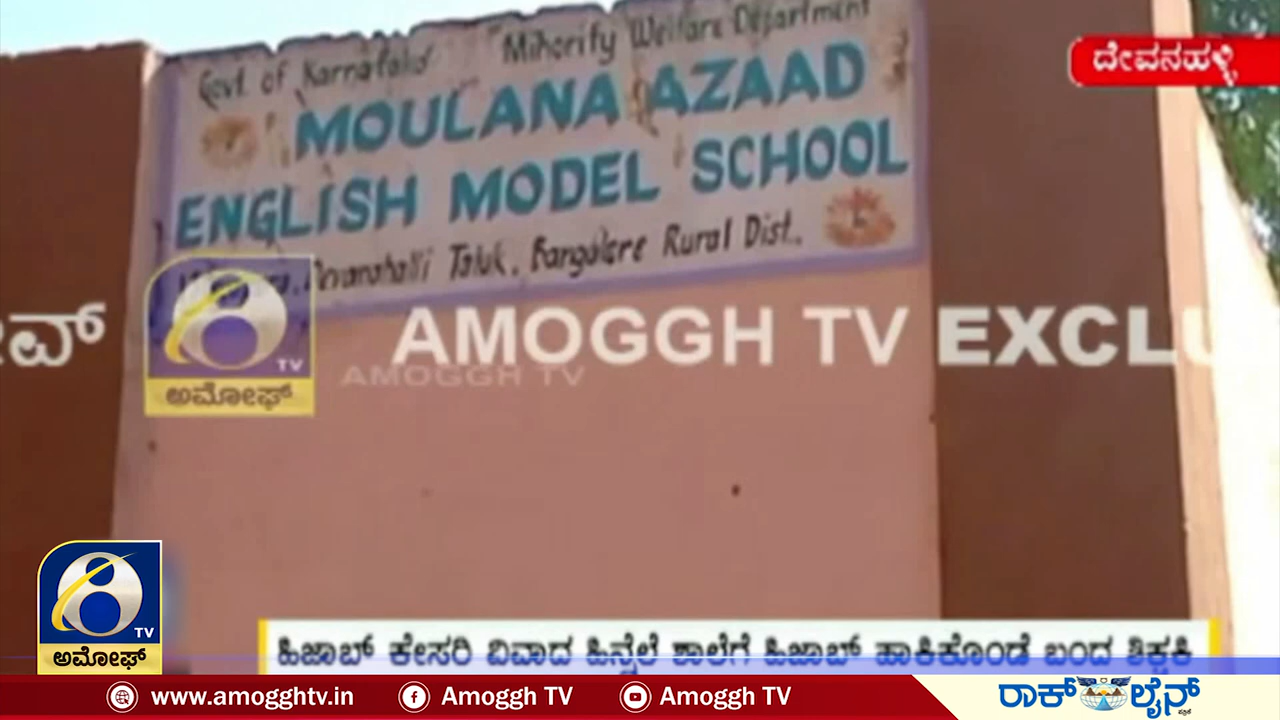 Govt. of Karnataka Minority Welfare Department
MOULANA AZAAD
ENGLISH MODEL SCHOOL
Devanahalli Taluk, Bangalore Rural Dist.,
ದೇವನಹಳ್ಳಿ
AMOGGH TV EXCLU
AMOGGH TV
TV
ಅಮೋಘ್
TV
ಅಮೋಘ್
ಹಿಜಾಬ್ ಕೇಸರಿ ವಿವಾದ ಹಿನ್ನೆಲೆ ಶಾಲೆಗೆ ಹಿಜಾಬ್ ಹಾಕಿಕೊಂಡೆ ಬಂದ ಶಿಕ್ಷಕಿ
www.amogghtv.in Amoggh TV Amoggh TV
ರಾಕ್ ಲೈನ್